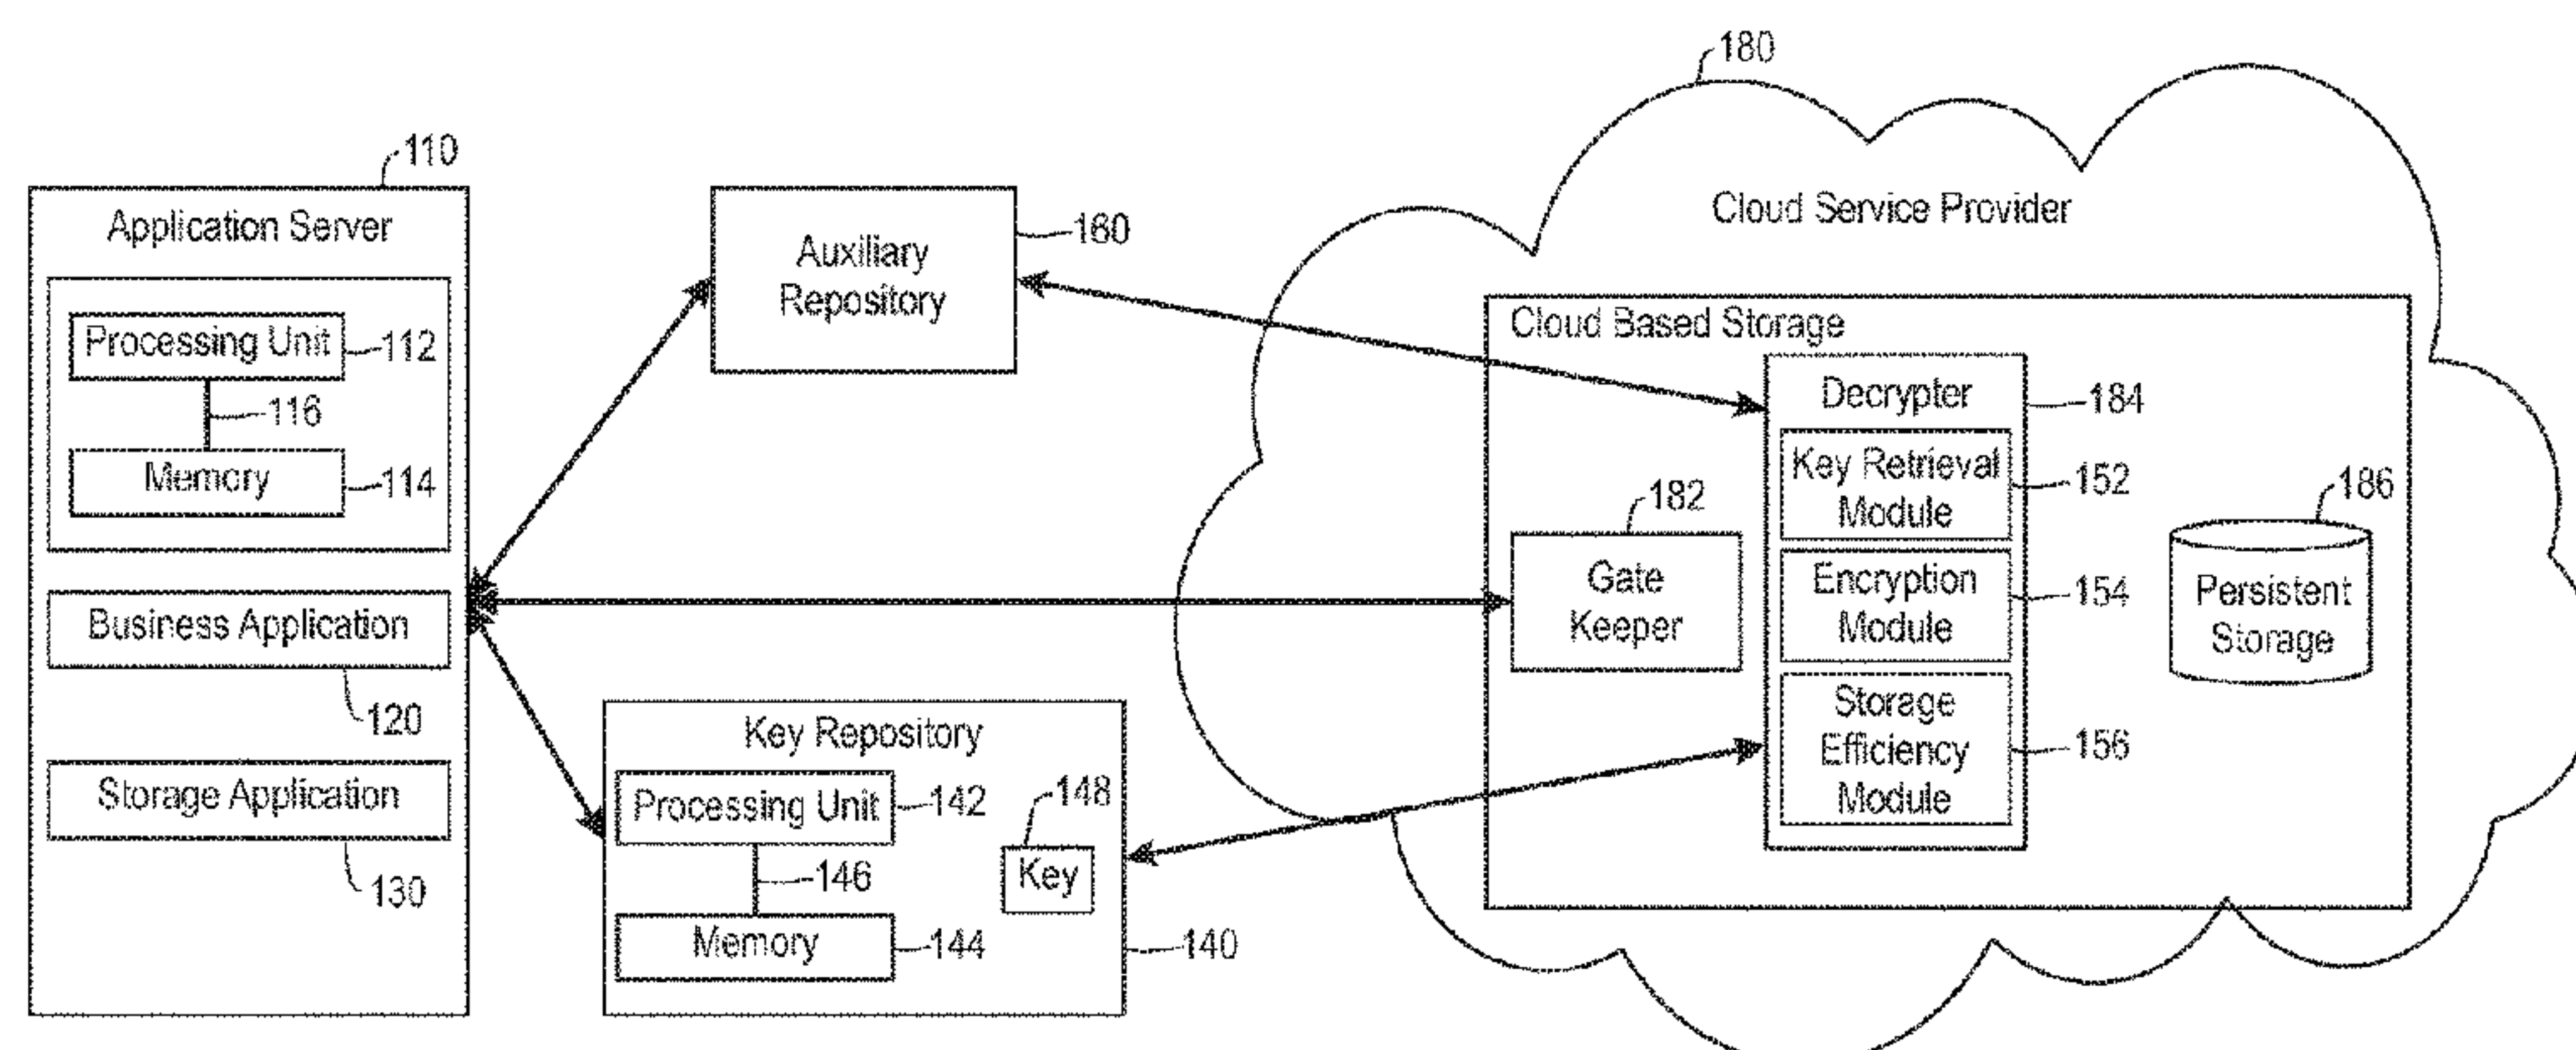 180
110
Application Server
Processing Unit
112
116
Memory
114
Business Application
120
Storage Application
130
Auxiliary
Repository
160
Key Repository
Processing Unit
142
146
Memory
144
148
Key
140
Cloud Service Provider
Cloud Based Storage
182
Gate
Keeper
Decrypter
184
Key Retrieval
Module
152
Encryption
Module
154
Storage
Efficiency
Module
156
186
Persistent
Storage